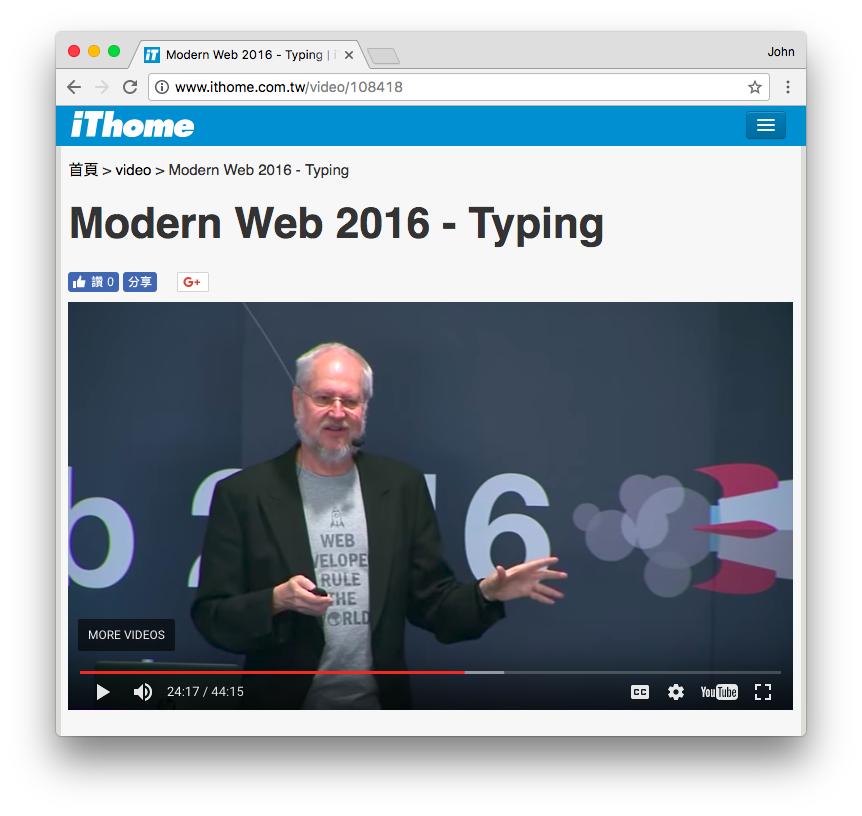 Modern Web 2016 - Typing | i
John
www.ithome.com.tw/video/108418
iThome
首頁 > video > Modern Web 2016 - Typing
Modern Web 2016 - Typing
讚 0 分享 G+
b 2 16
WEB
VELOPE
RULE
THE
WORLD
MORE VIDEOS
24:17 / 44:15
CC
YouTube